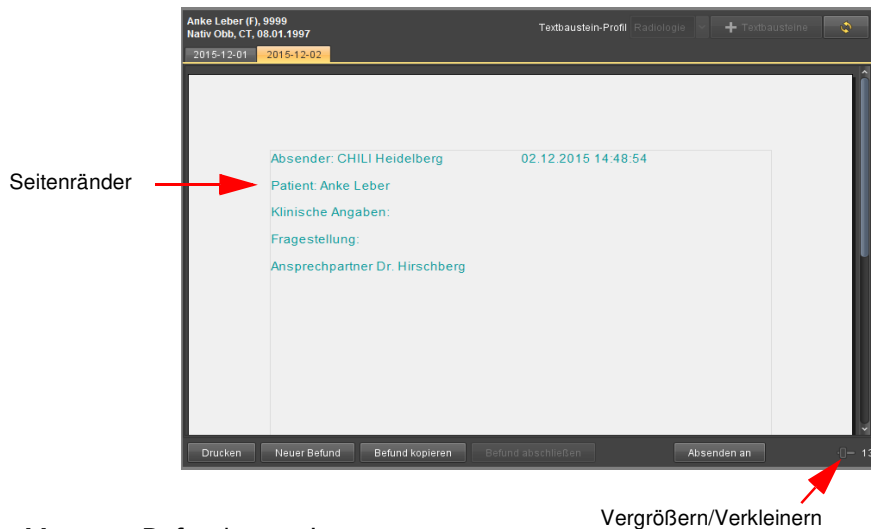 Anke Leber (F), 9999
Nativ Obb, CT, 08.01.1997
Textbaustein-Profil Radiologie Textbausteine
2015-12-01 2015-12-02
Absender: CHILI Heidelberg 02.12.2015 14:48:54
Seitenränder
Patient: Anke Leber
Klinische Angaben:
Fragestellung:
Ansprechpartner Dr. Hirschberg
Drucken Neuer Befund Befund kopieren Befund abschließen Absenden an 13
Vergrößern/Verkleinern